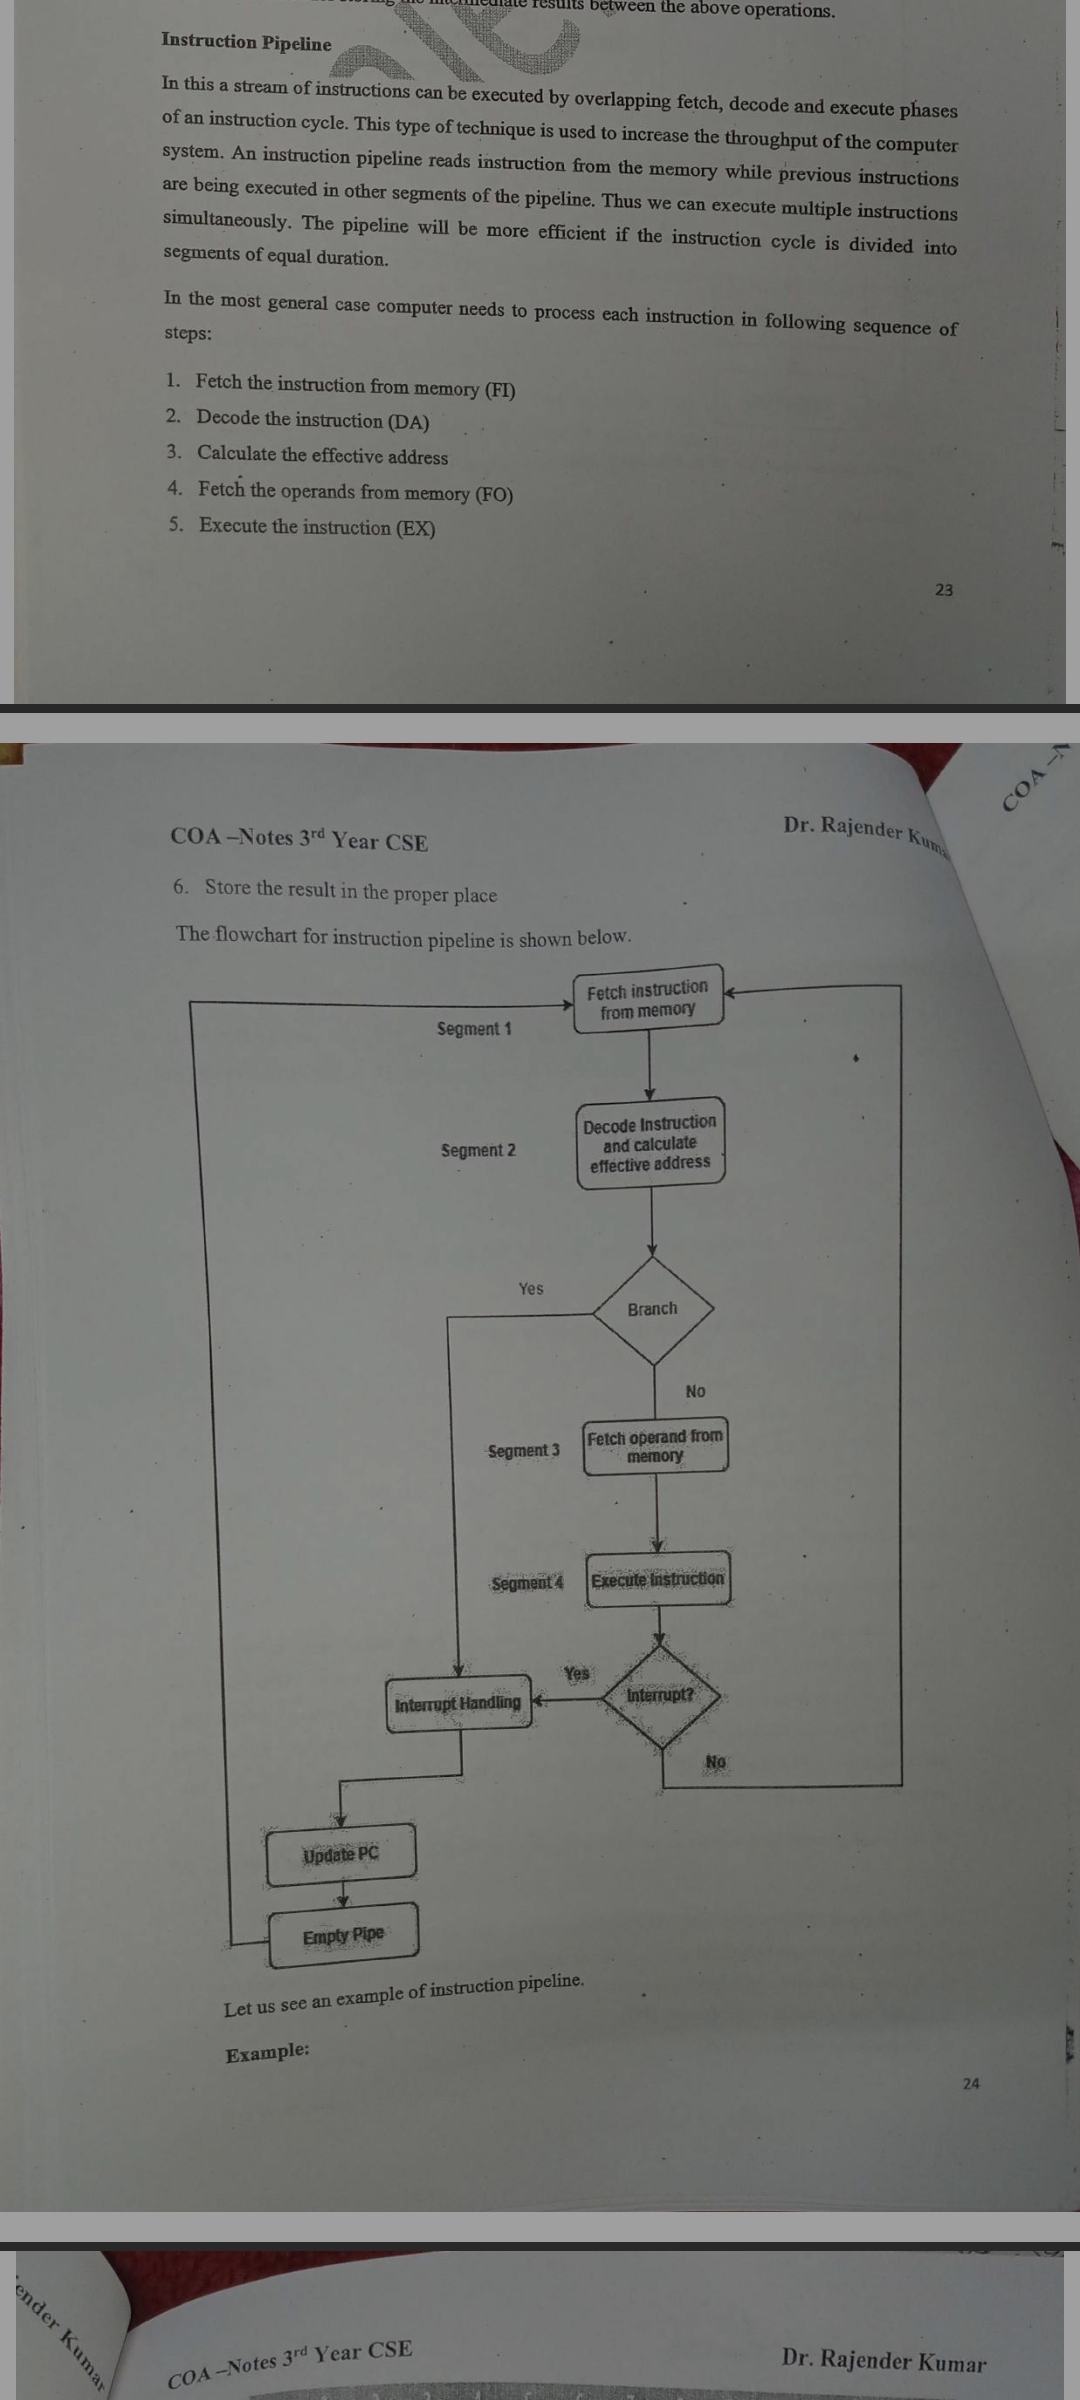 the intermediate results between the above operations.
Instruction Pipeline
In this a stream of instructions can be executed by overlapping fetch, decode and execute phases
of an instruction cycle. This type of technique is used to increase the throughput of the computer
system. An instruction pipeline reads instruction from the memory while previous instructions
are being executed in other segments of the pipeline. Thus we can execute multiple instructions
simultaneously. The pipeline will be more efficient if the instruction cycle is divided into
segments of equal duration.
In the most general case computer needs to process each instruction in following sequence of
steps:
1. Fetch the instruction from memory (FI)
2. Decode the instruction (DA)
3. Calculate the effective address
4. Fetch the operands from memory (FO)
5. Execute the instruction (EX)
23
COA –N
COA –Notes 3rd Year CSE
Dr. Rajender Kuma
6. Store the result in the proper place
The flowchart for instruction pipeline is shown below.
Fetch instruction
from memory
Segment 1
Decode Instruction
and calculate
effective address
Segment 2
Yes
Branch
No
Segment 3
Fetch operand from
memory
Segment 4
Execute Instruction
Yes
Interrupt?
Interrupt Handling
No
Update PC
Empty Pipe
Let us see an example of instruction pipeline.
Example:
24
ender Kumar
COA –Notes 3rd Year CSE
Dr. Rajender Kumar